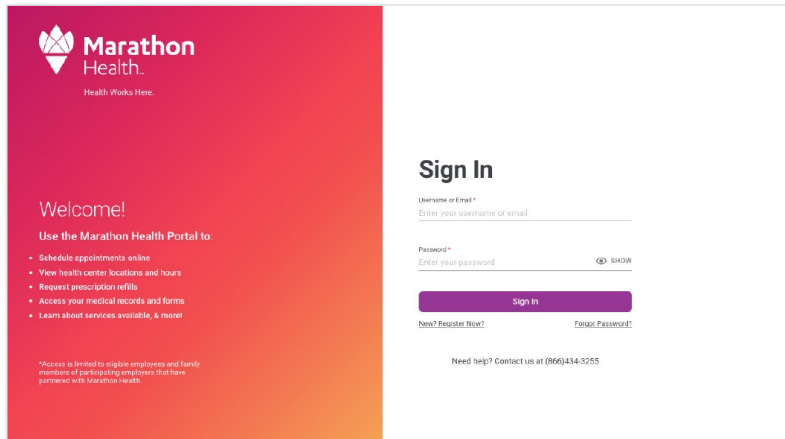 Marathon
Health™
Health Works Here.
Welcome!
Use the Marathon Health Portal to:
• Schedule appointments online
• View health center locations and hours
• Request prescription refills
• Access your medical records and forms
• Learn about services available, & more!
*Access is limited to eligible employees and family
members of participating employers that have
partnered with Marathon Health.
Sign In
Username or Email *
Enter your username or email
Password *
Enter your password
SHOW
Sign In
New? Register Now?
Forgot Password?
Need help? Contact us at (866)434-3255